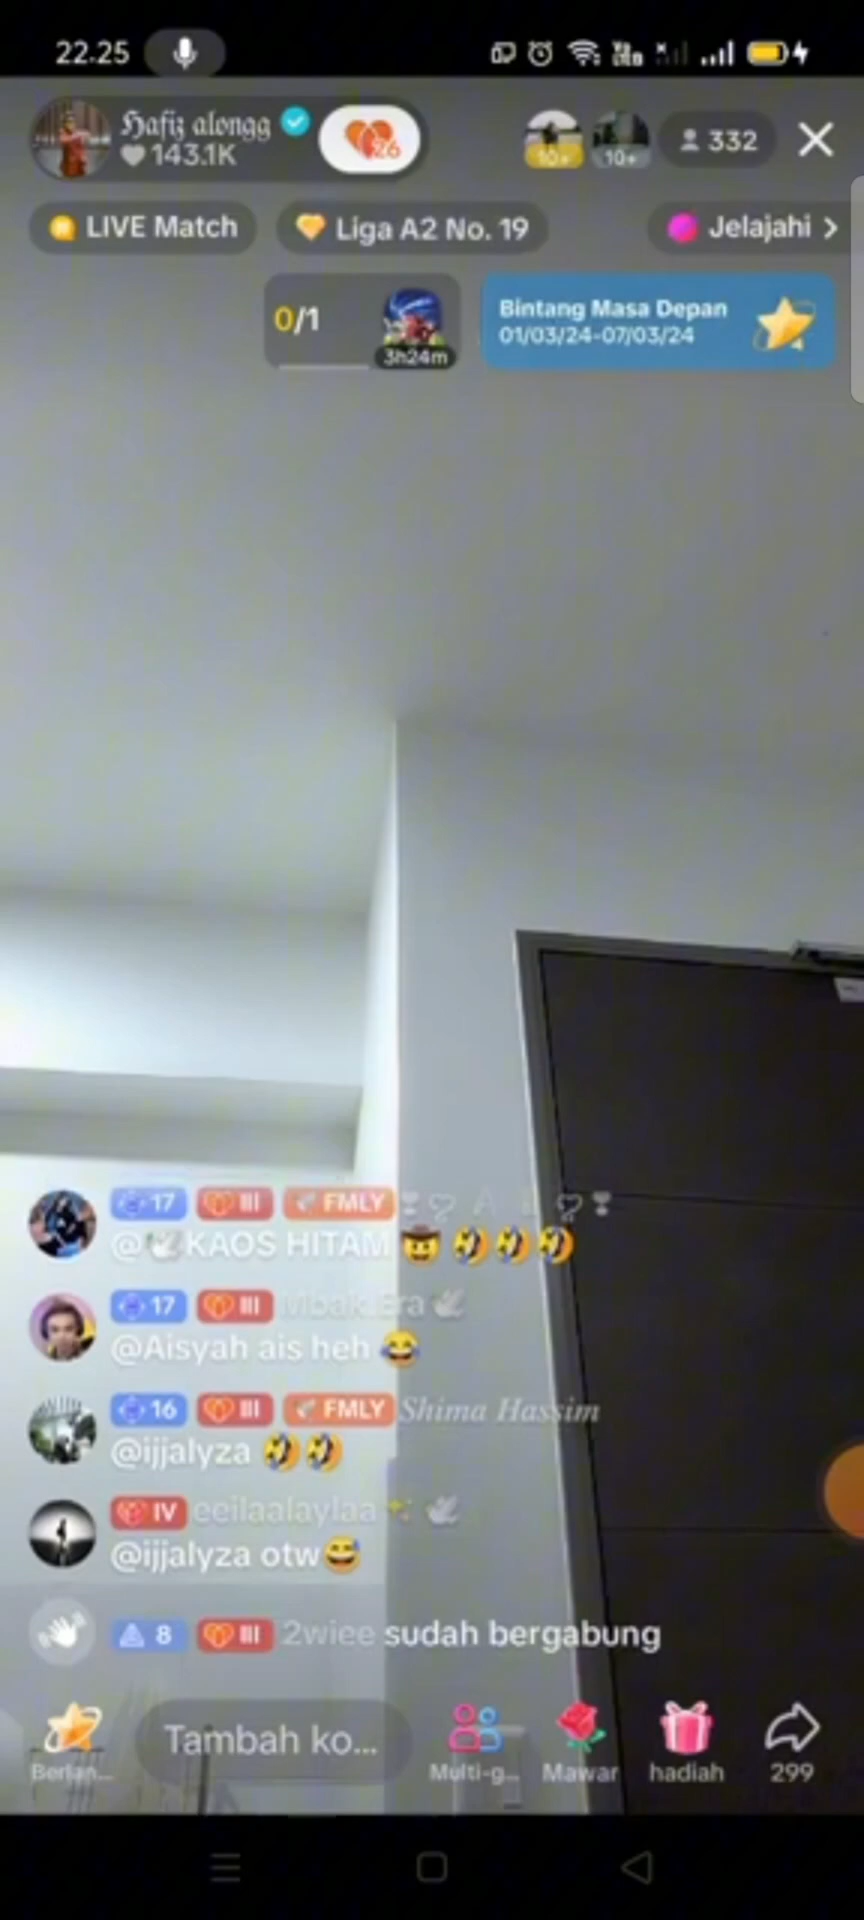 22.25
Hafiz alongg
143.1K
26
10+
10+
332
LIVE Match
Liga A2 No. 19
Jelajahi >
0/1
3h24m
Bintang Masa Depan
01/03/24-07/03/24
17 III FMLY
@🕊KAOS HITAM 🤠🤣🤣🤣
17 III Mbak Era 🕊
@Aisyah ais heh 😂
16 III FMLY Shima Hassim
@ijjalyza 🤣🤣
IV eeilaalaylaa ✨ 🕊
@ijjalyza otw😅
8 III 2wiee sudah bergabung
Tambah ko...
Berlan...
Multi-g...
Mawar
hadiah
299